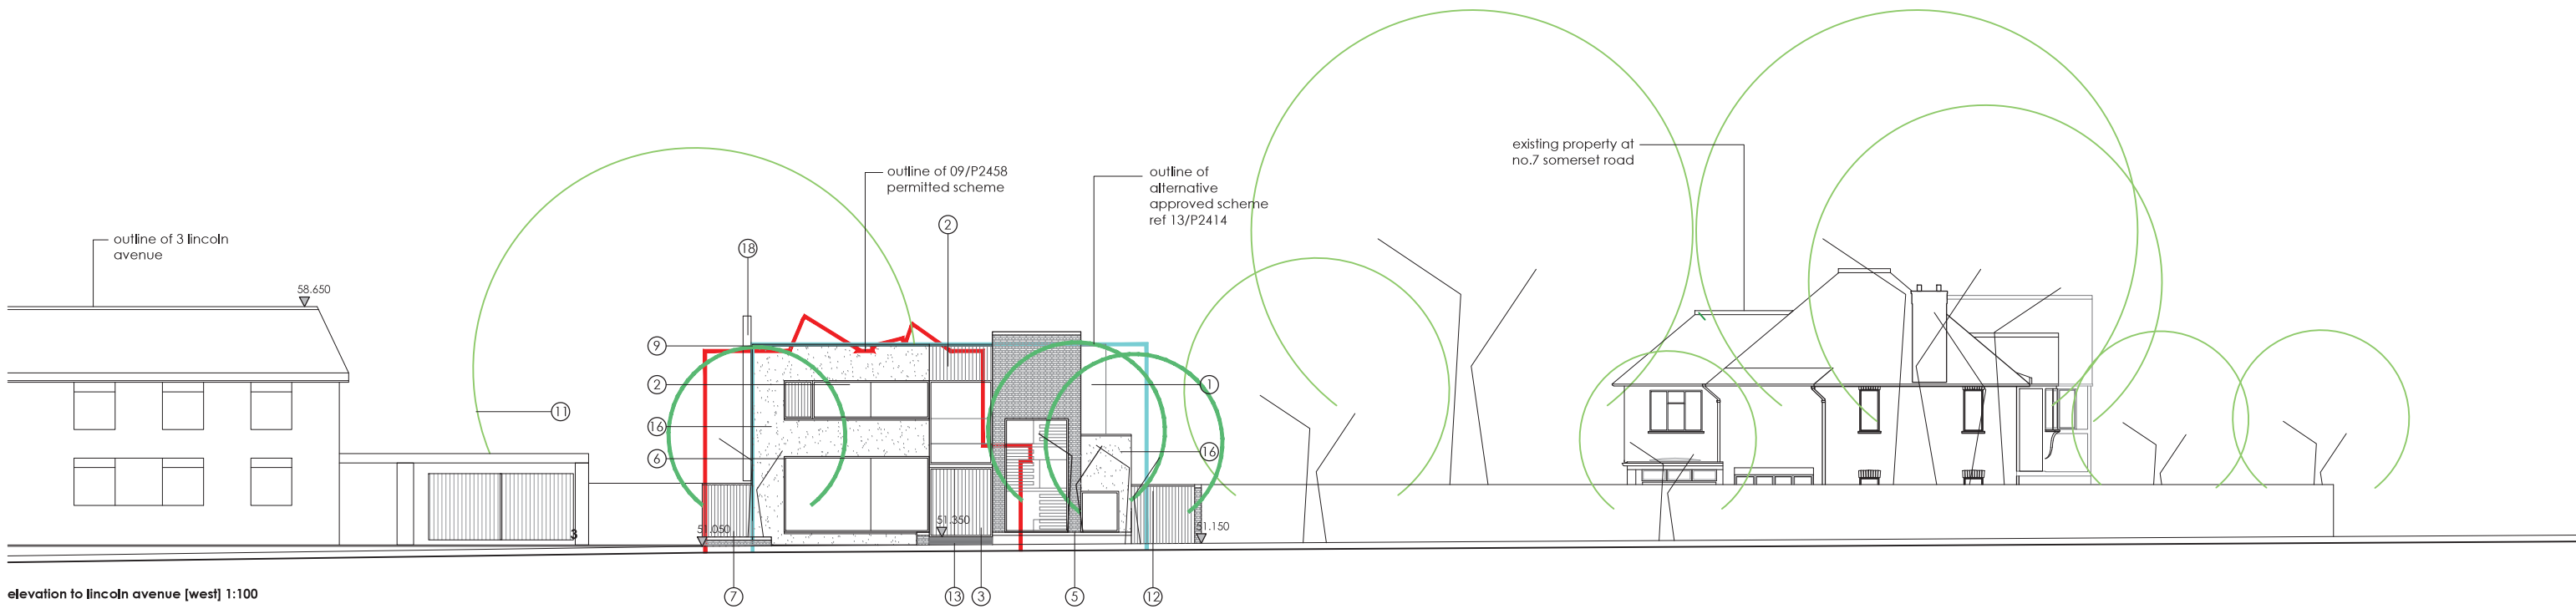 existing property at
no.7 somerset road
outline of 09/P2458
permitted scheme
outline of
alternative
approved scheme
ref 13/P2414
outline of 3 lincoln
avenue
58.650
18
2
9
2
1
11
16
6
16
3
51.050
51.350
51.150
7
13
3
5
12
elevation to lincoln avenue [west] 1:100